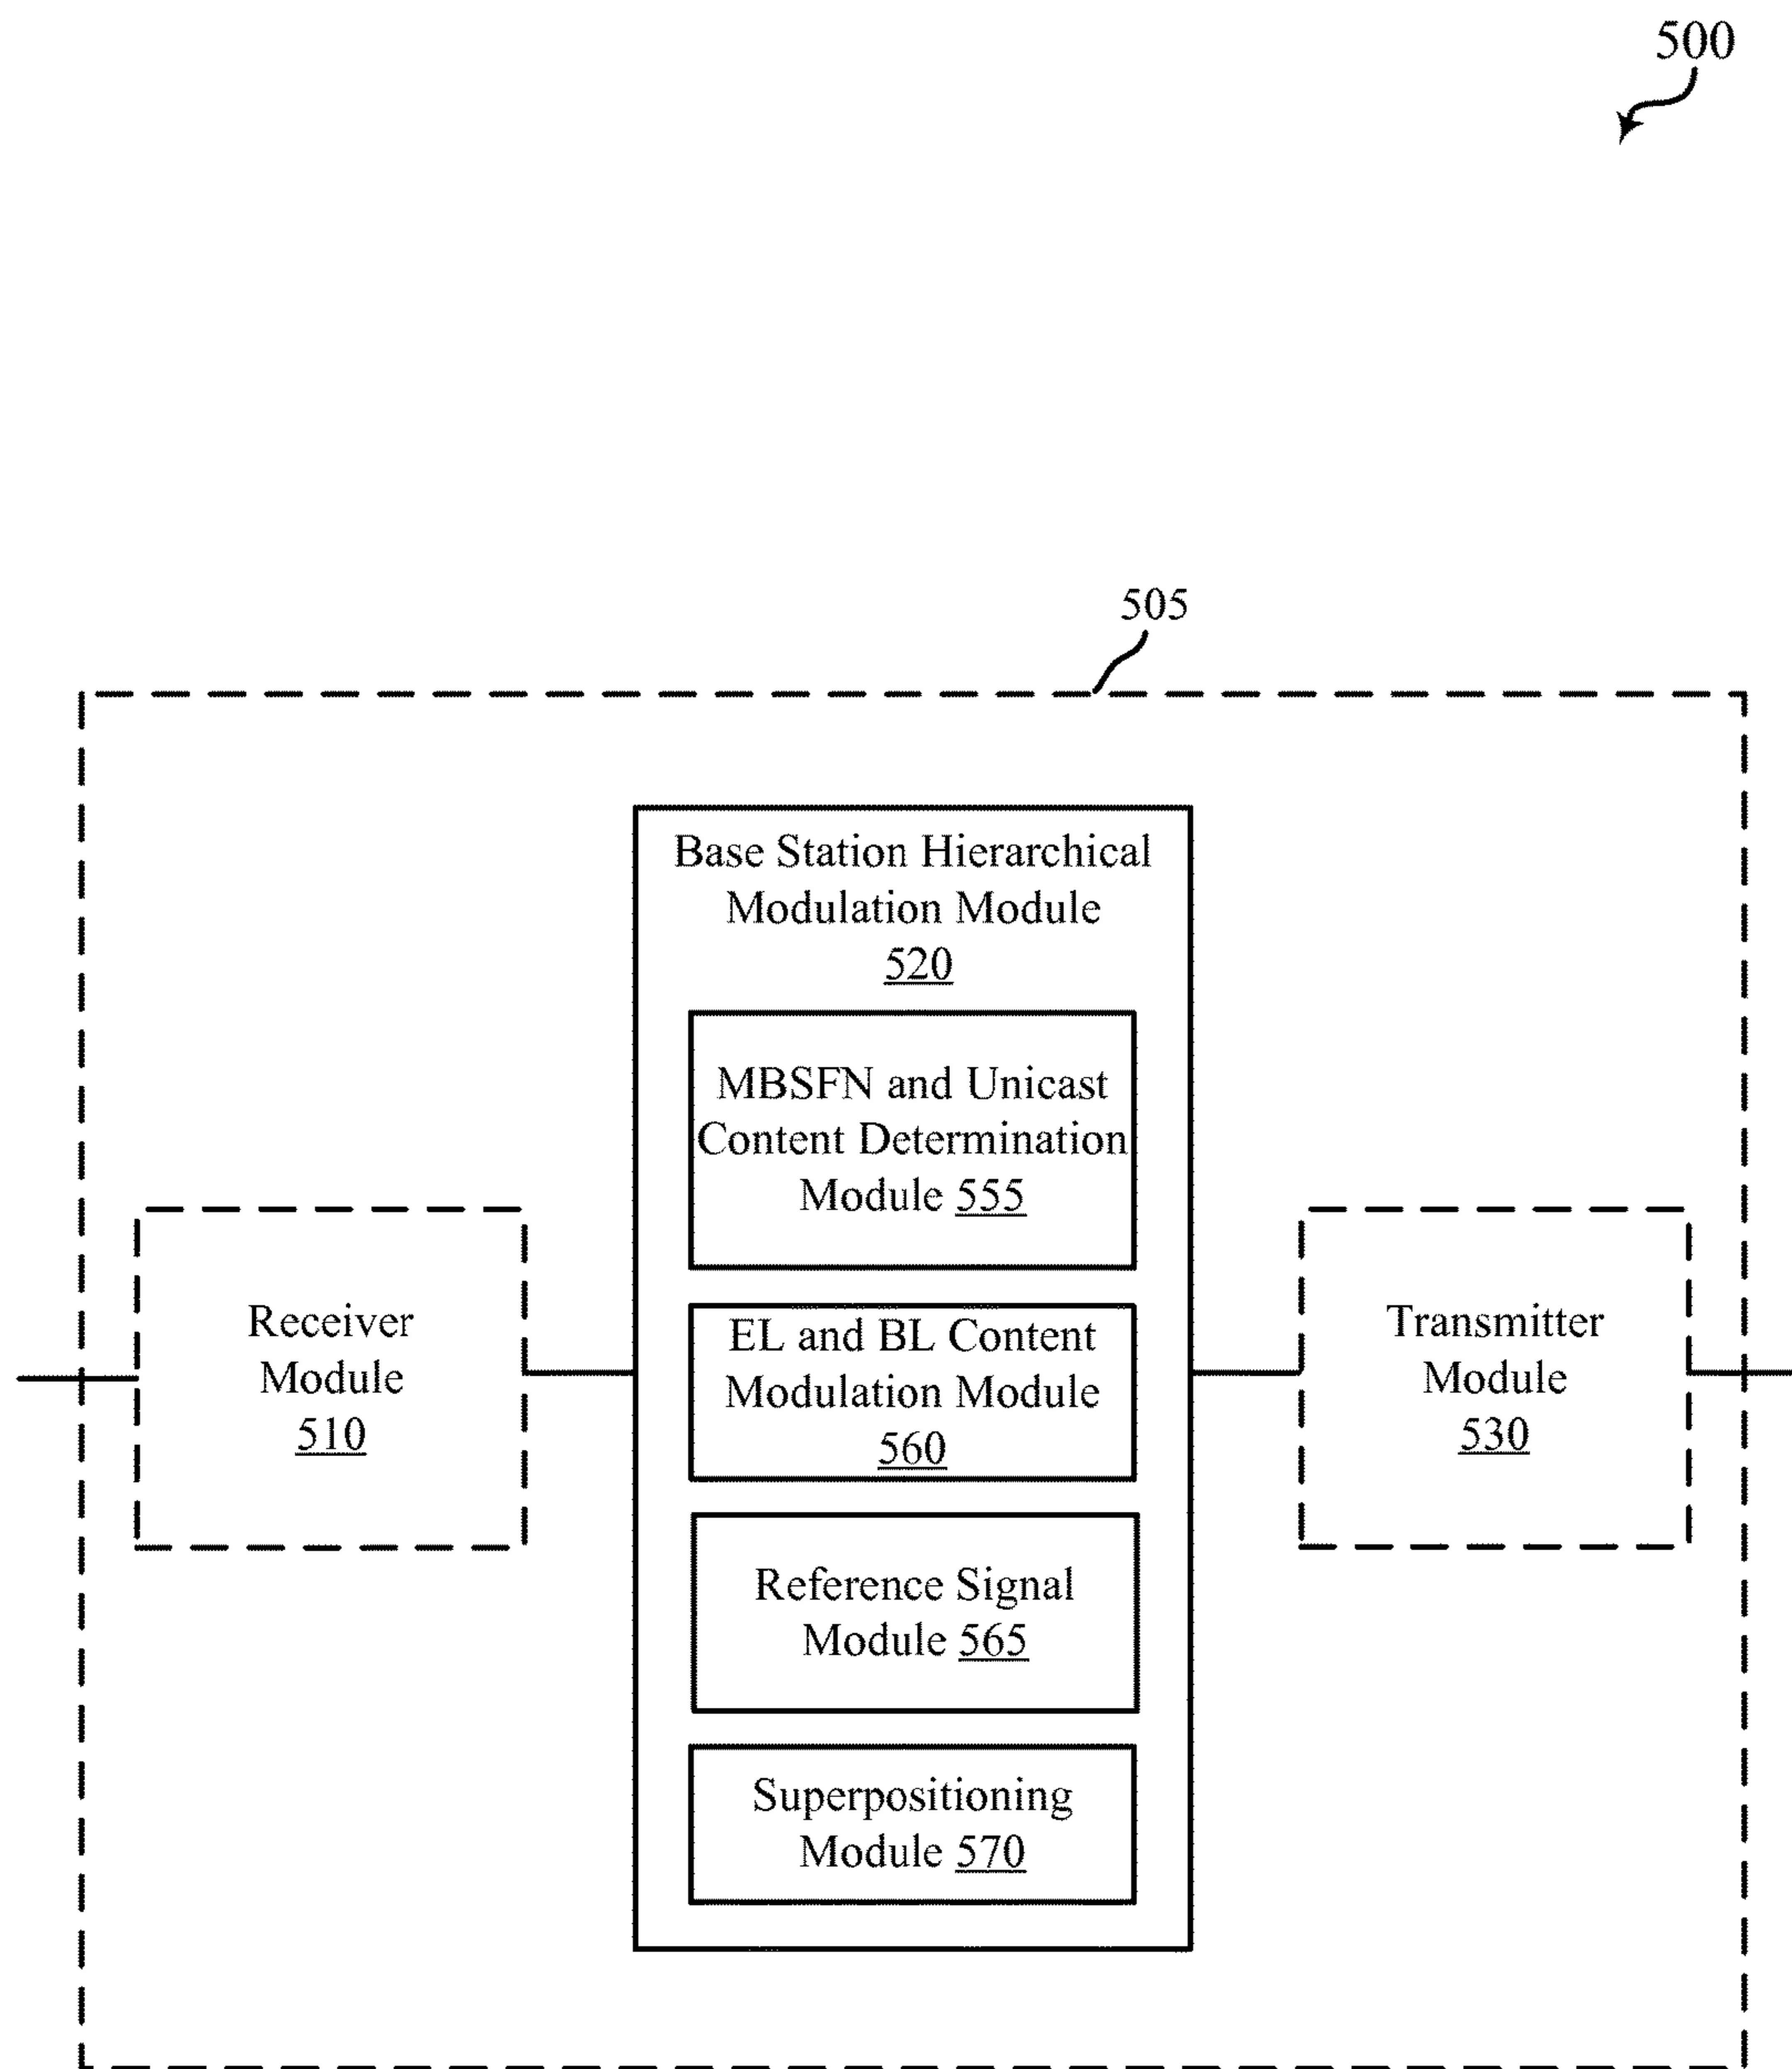 500
505
Base Station Hierarchical
Modulation Module
520
MBSFN and Unicast
Content Determination
Module 555
Receiver
Module
510
EL and BL Content
Modulation Module
560
Transmitter
Module
530
Reference Signal
Module 565
Superpositioning
Module 570